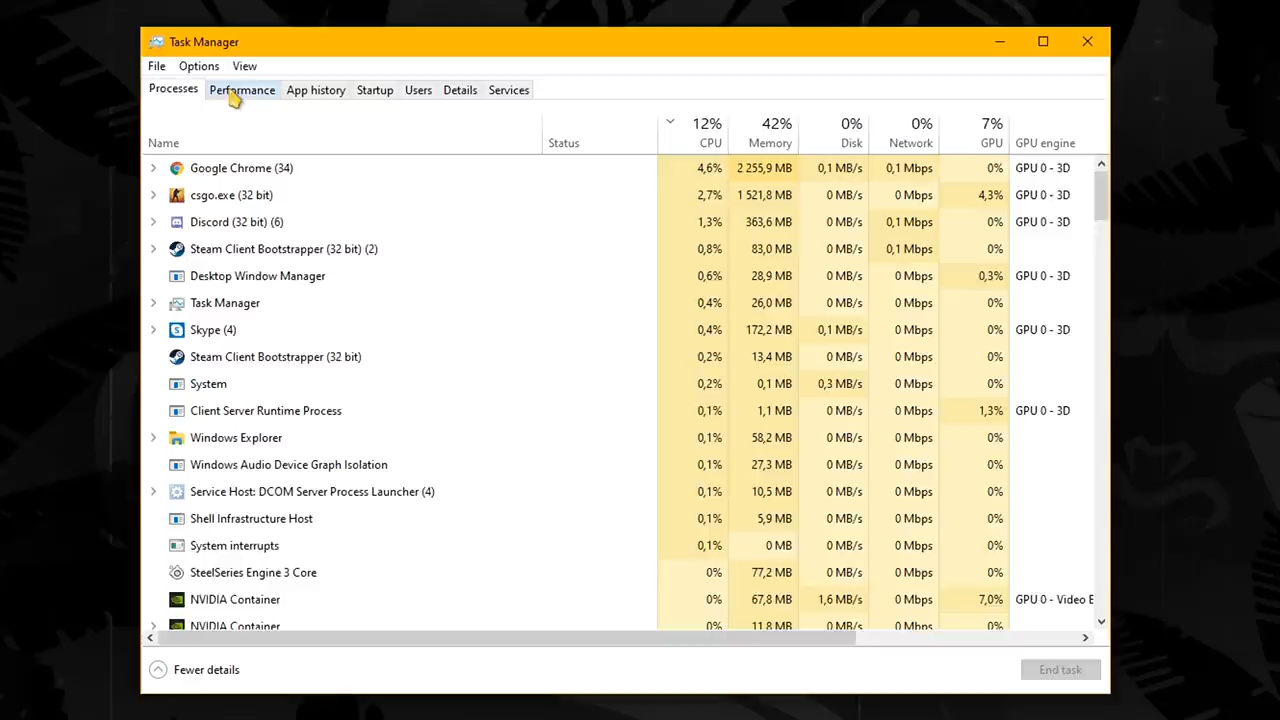 Task Manager
File Options View
Processes Performance App history Startup Users Details Services
12% 42% 0% 0% 7%
Name Status CPU Memory Disk Network GPU GPU engine
Google Chrome (34) 4,6% 2 255,9 MB 0,1 MB/s 0,1 Mbps 0% GPU 0 - 3D
csgo.exe (32 bit) 2,7% 1 521,8 MB 0 MB/s 0 Mbps 4,3% GPU 0 - 3D
Discord (32 bit) (6) 1,3% 363,6 MB 0 MB/s 0,1 Mbps 0% GPU 0 - 3D
Steam Client Bootstrapper (32 bit) (2) 0,8% 83,0 MB 0 MB/s 0,1 Mbps 0%
Desktop Window Manager 0,6% 28,9 MB 0 MB/s 0 Mbps 0,3% GPU 0 - 3D
Task Manager 0,4% 26,0 MB 0 MB/s 0 Mbps 0%
Skype (4) 0,4% 172,2 MB 0,1 MB/s 0 Mbps 0% GPU 0 - 3D
Steam Client Bootstrapper (32 bit) 0,2% 13,4 MB 0 MB/s 0 Mbps 0%
System 0,2% 0,1 MB 0,3 MB/s 0 Mbps 0%
Client Server Runtime Process 0,1% 1,1 MB 0 MB/s 0 Mbps 1,3% GPU 0 - 3D
Windows Explorer 0,1% 58,2 MB 0 MB/s 0 Mbps 0%
Windows Audio Device Graph Isolation 0,1% 27,3 MB 0 MB/s 0 Mbps 0%
Service Host: DCOM Server Process Launcher (4) 0,1% 10,5 MB 0 MB/s 0 Mbps 0%
Shell Infrastructure Host 0,1% 5,9 MB 0 MB/s 0 Mbps 0%
System interrupts 0,1% 0 MB 0 MB/s 0 Mbps 0%
SteelSeries Engine 3 Core 0% 77,2 MB 0 MB/s 0 Mbps 0%
NVIDIA Container 0% 67,8 MB 1,6 MB/s 0 Mbps 7,0% GPU 0 - Video E
NVIDIA Container 0% 11,8 MB 0 MB/s 0 Mbps 0%
Fewer details End task